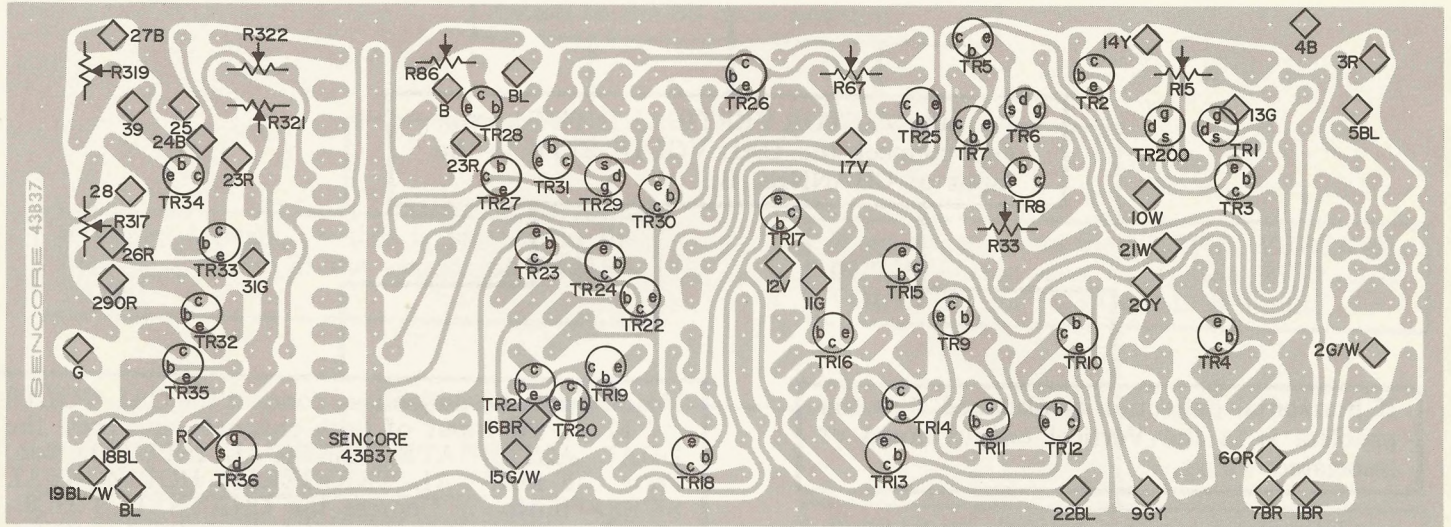 27B
R322
R319
R86
BL
B
39
25
24B
R321
TR28
23R
23R
TR26
R67
TR5
14Y
TR2
R15
4B
3R
13G
5BL
TR25
TR7
TR6
TR200
TR1
17V
28
TR34
TR31
TR27
TR29
TR30
TR8
TR3
10W
R317
26R
TR33
31G
TR23
TR24
TR17
R33
21W
29OR
TR22
12V
11G
TR15
20Y
TR32
G
TR35
TR16
TR9
TR10
TR4
2G/W
TR19
TR21
16BR
TR20
TR14
TR11
TR12
R
18BL
SENCORE
43B37
TR36
15G/W
TR18
TR13
6OR
19BL/W
BL
22BL
9GY
7BR
1BR
SENCORE 43B37